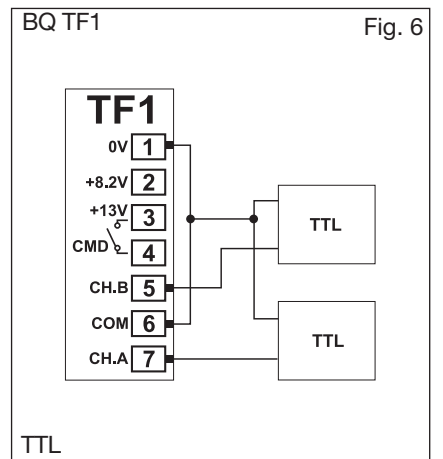 BQ TF1 Fig. 6
TF1
0V 1
+8.2V 2
+13V 3
CMD 4
CH.B 5
COM 6
CH.A 7
TTL
TTL
TTL